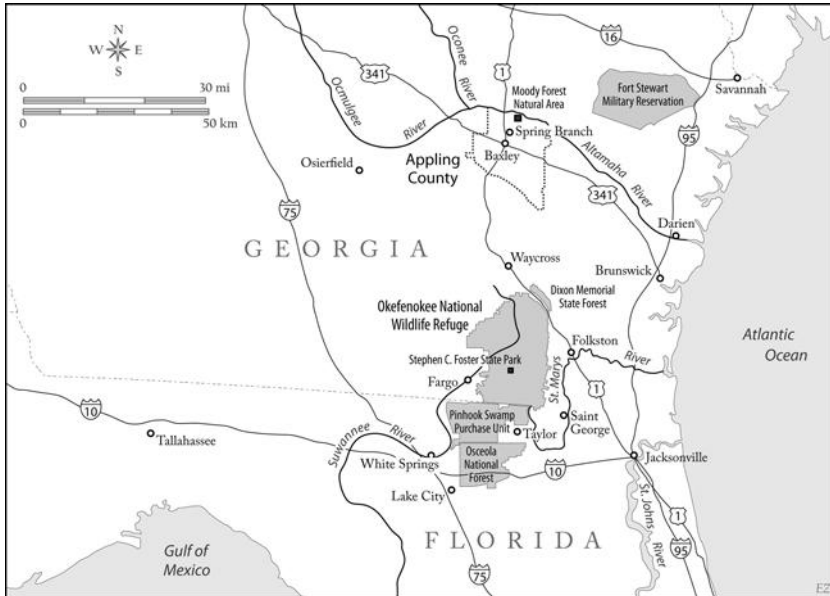 N
W E
S
30 mi
0
0
50 km
16
Savannah
1
341
Oconee
River
Ocmulgee
River
Moody Forest
Natural Area
Fort Stewart
Military Reservation
95
Spring Branch
Baxley
Altamaha
River
Appling
County
Osierfield
75
341
Darien
GEORGIA
Waycross
Brunswick
Dixon Memorial
State Forest
Okefenokee National
Wildlife Refuge
Atlantic
Ocean
Folkston
River
Stephen C. Foster State Park
St. Marys
Fargo
1
10
Pinhook Swamp
Purchase Unit
Saint
George
Taylor
Tallahassee
Suwannee
River
White Springs
Osceola
National
Forest
10
Jacksonville
Lake City
St. Johns
River
1
FLORIDA
95
Gulf of
Mexico
75
EZ